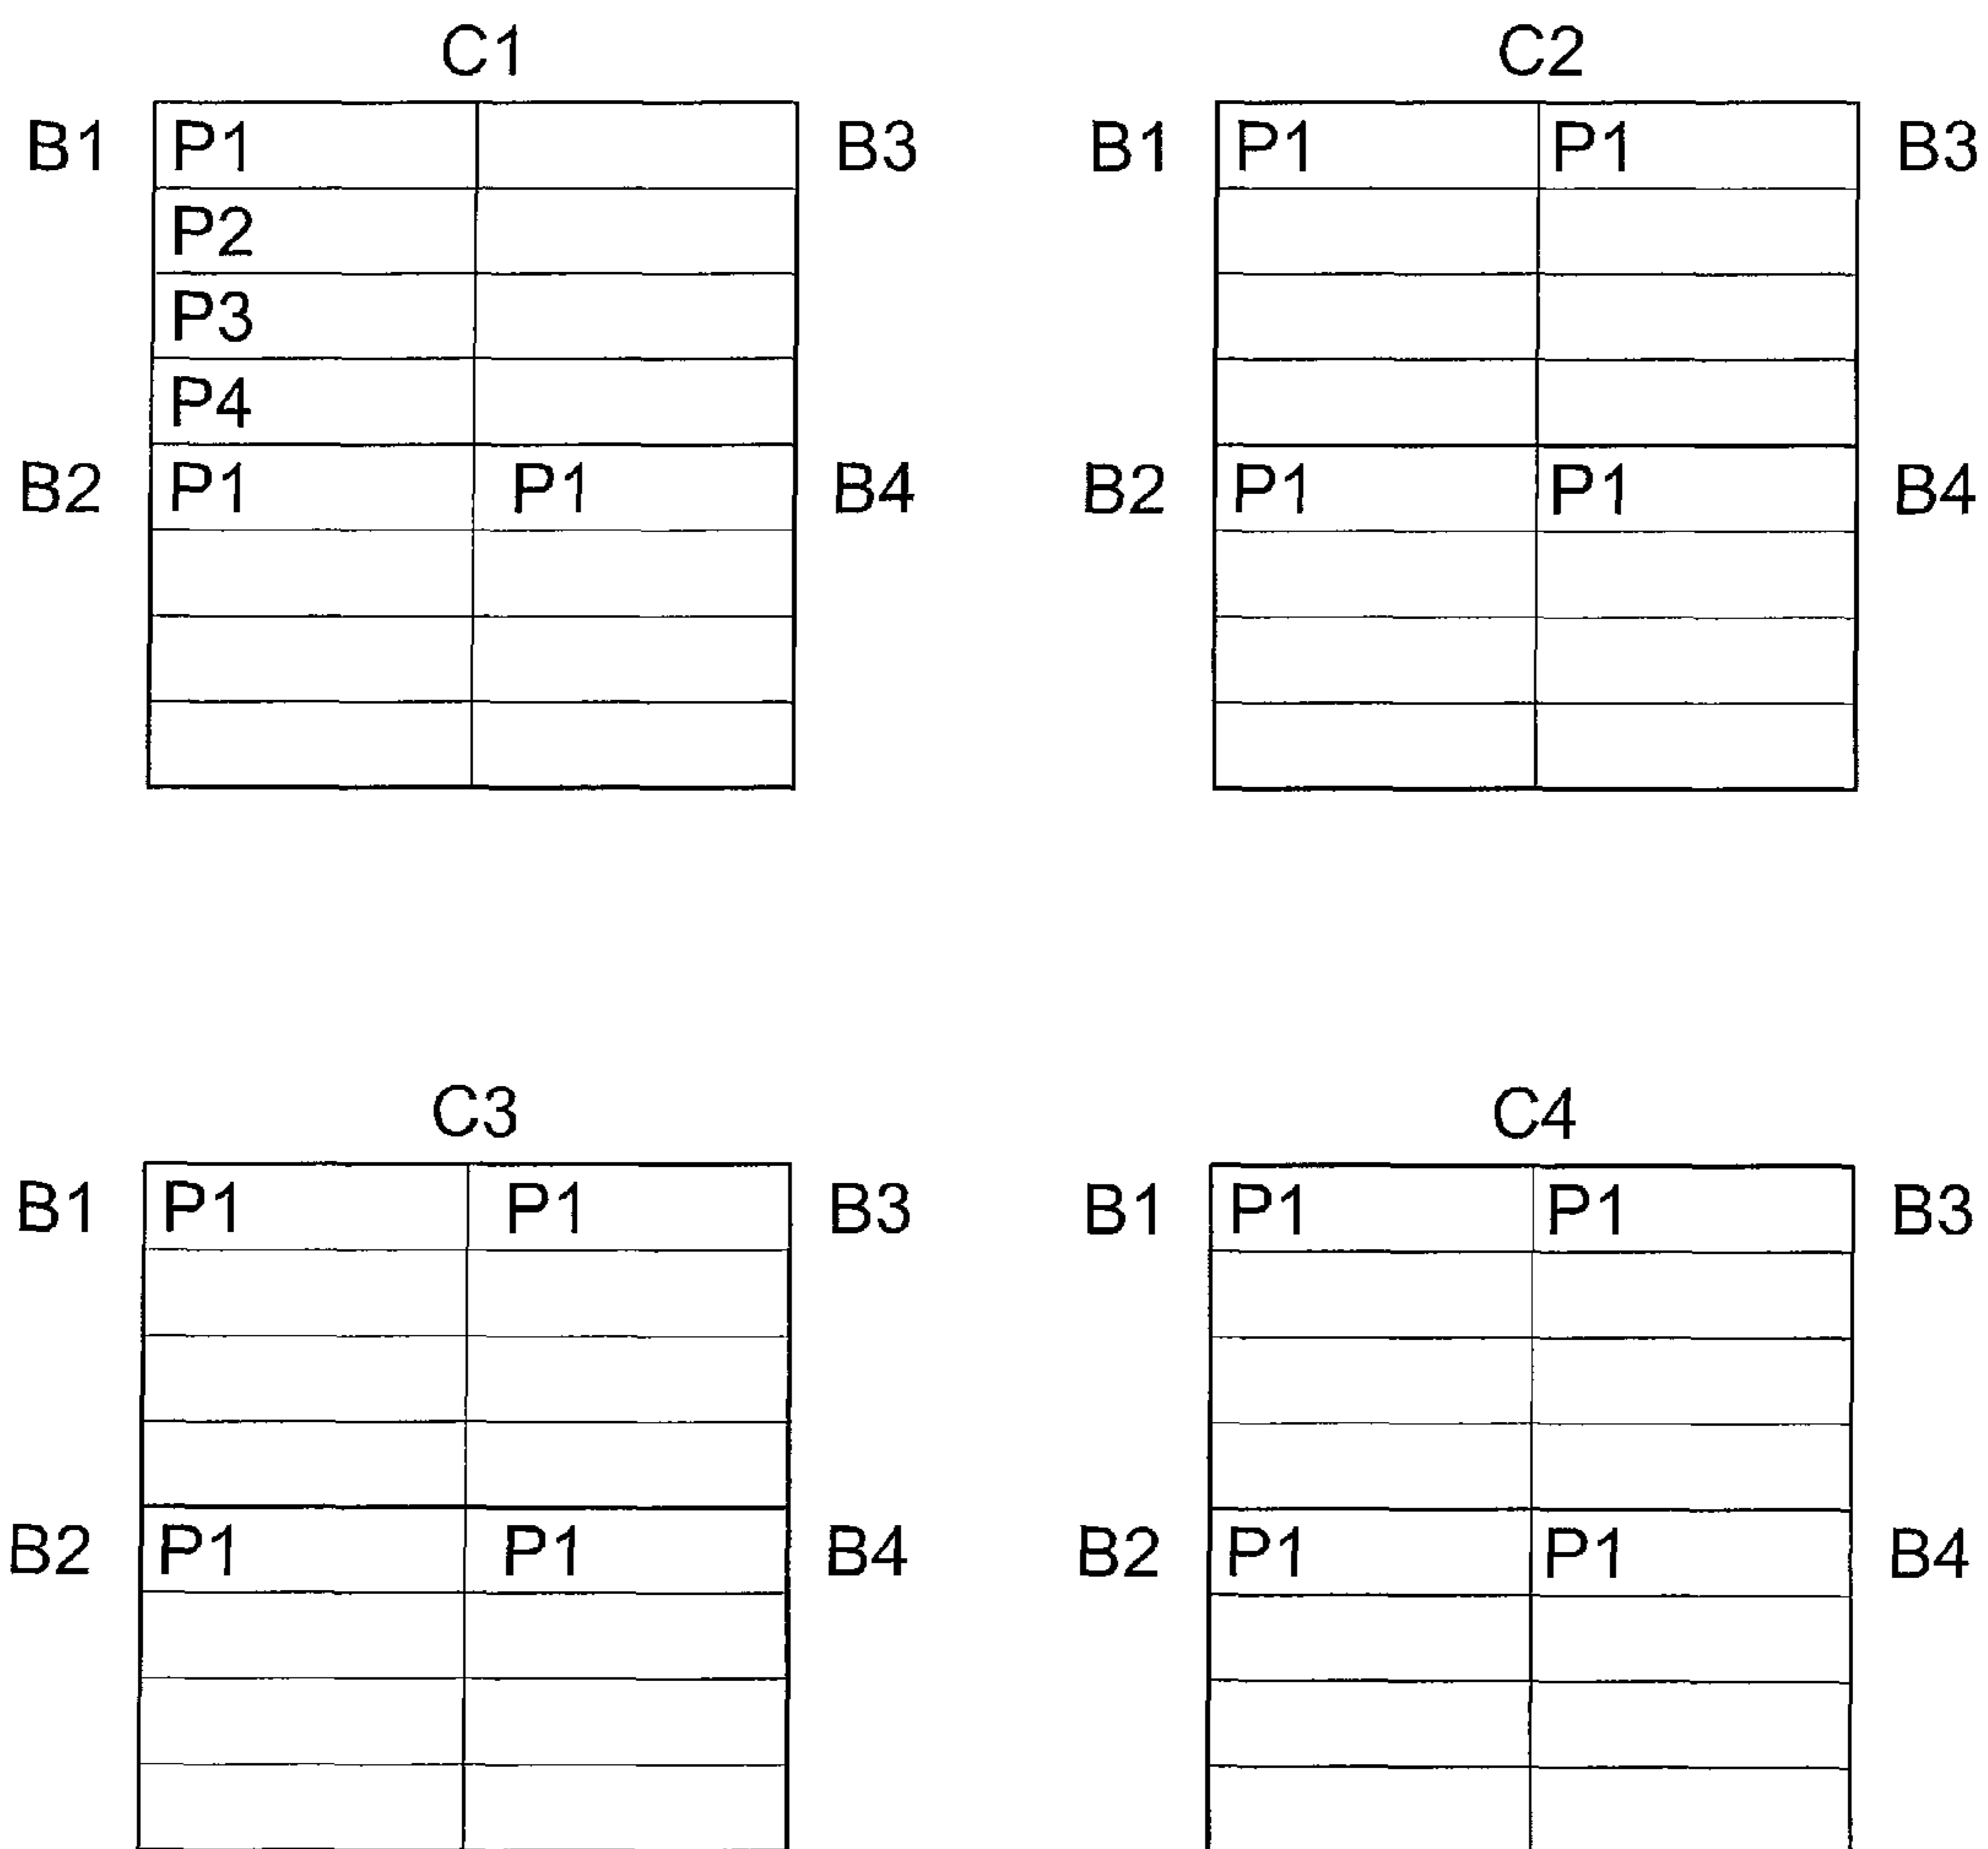 C1 C2
B1 P1 B3 B1 P1 P1 B3
P2
P3
P4
B2 P1 P1 B4 B2 P1 P1 B4
C3 C4
B1 P1 P1 B3 B1 P1 P1 B3
B2 P1 P1 B4 B2 P1 P1 B4